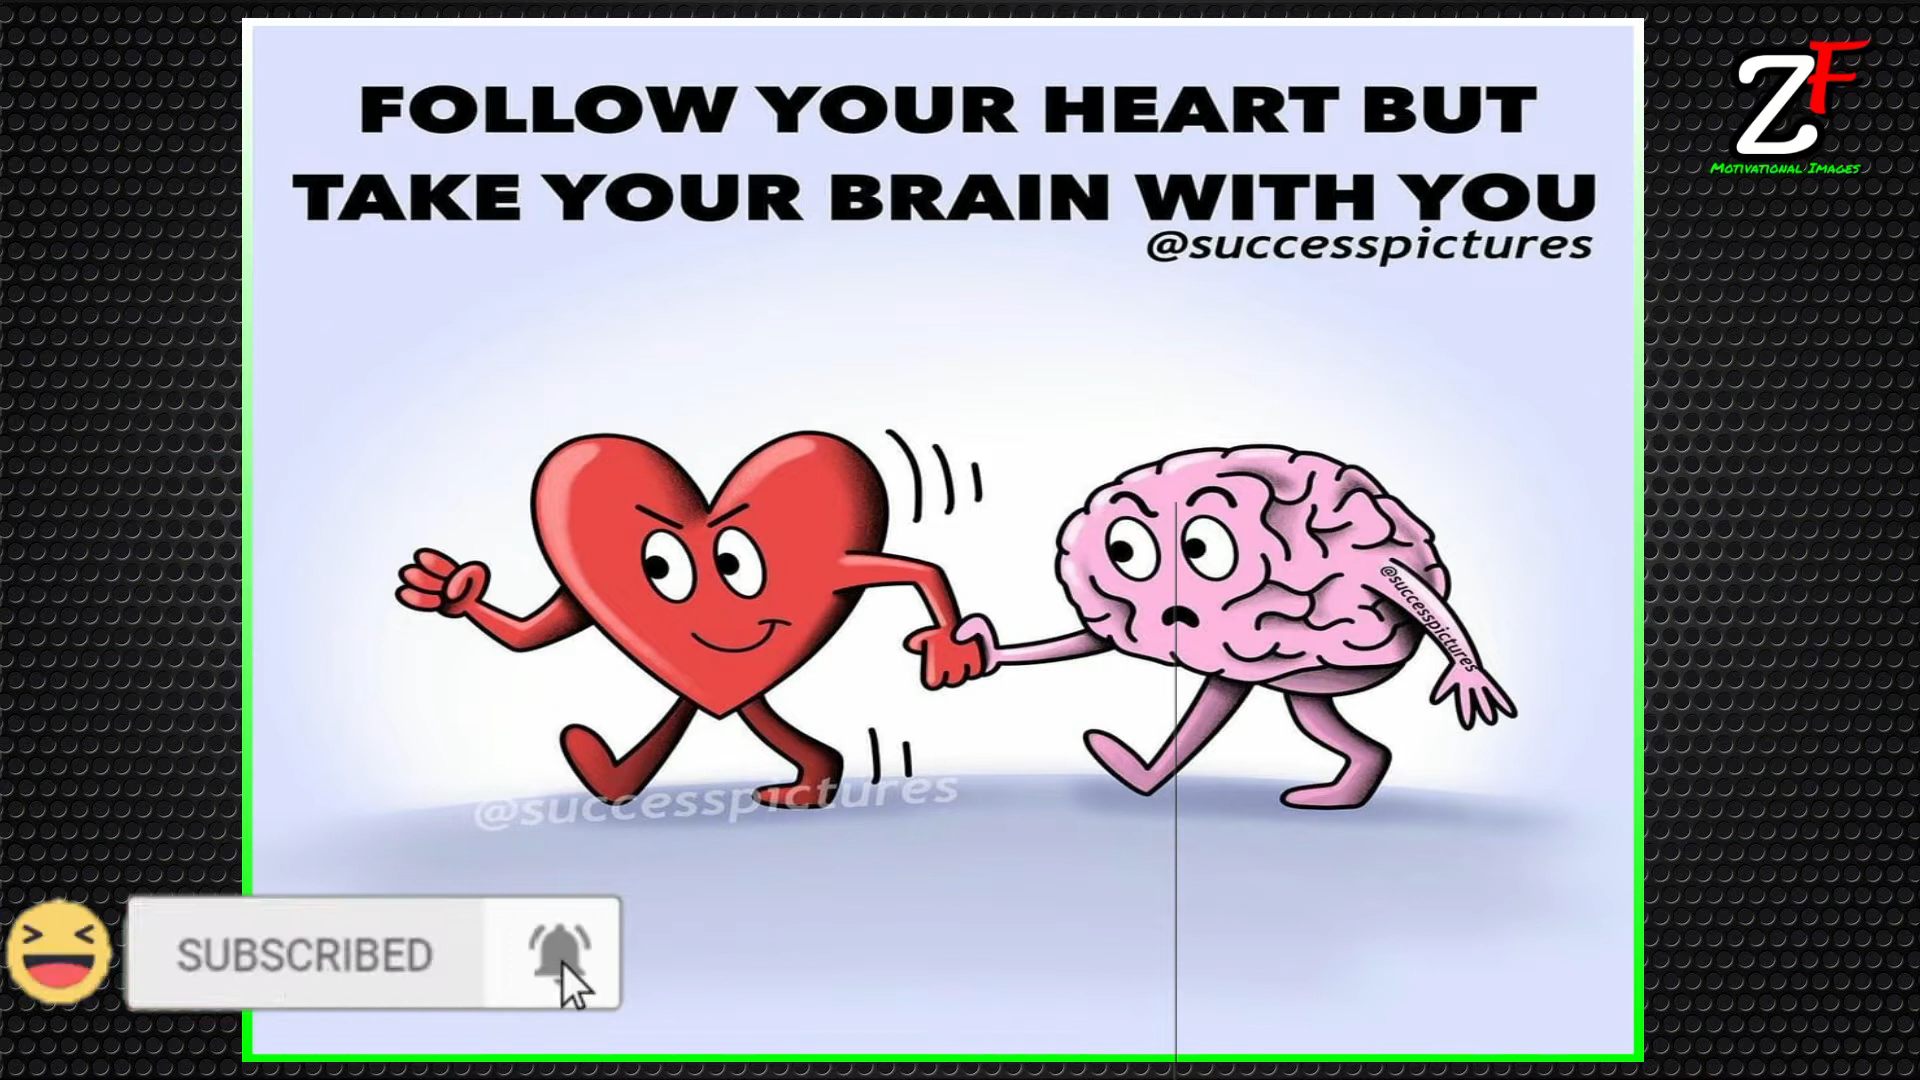 FOLLOW YOUR HEART BUT
TAKE YOUR BRAIN WITH YOU
@successpictures
ZF
MOTIVATIONAL IMAGES
@successpictures
@successpictures
SUBSCRIBED